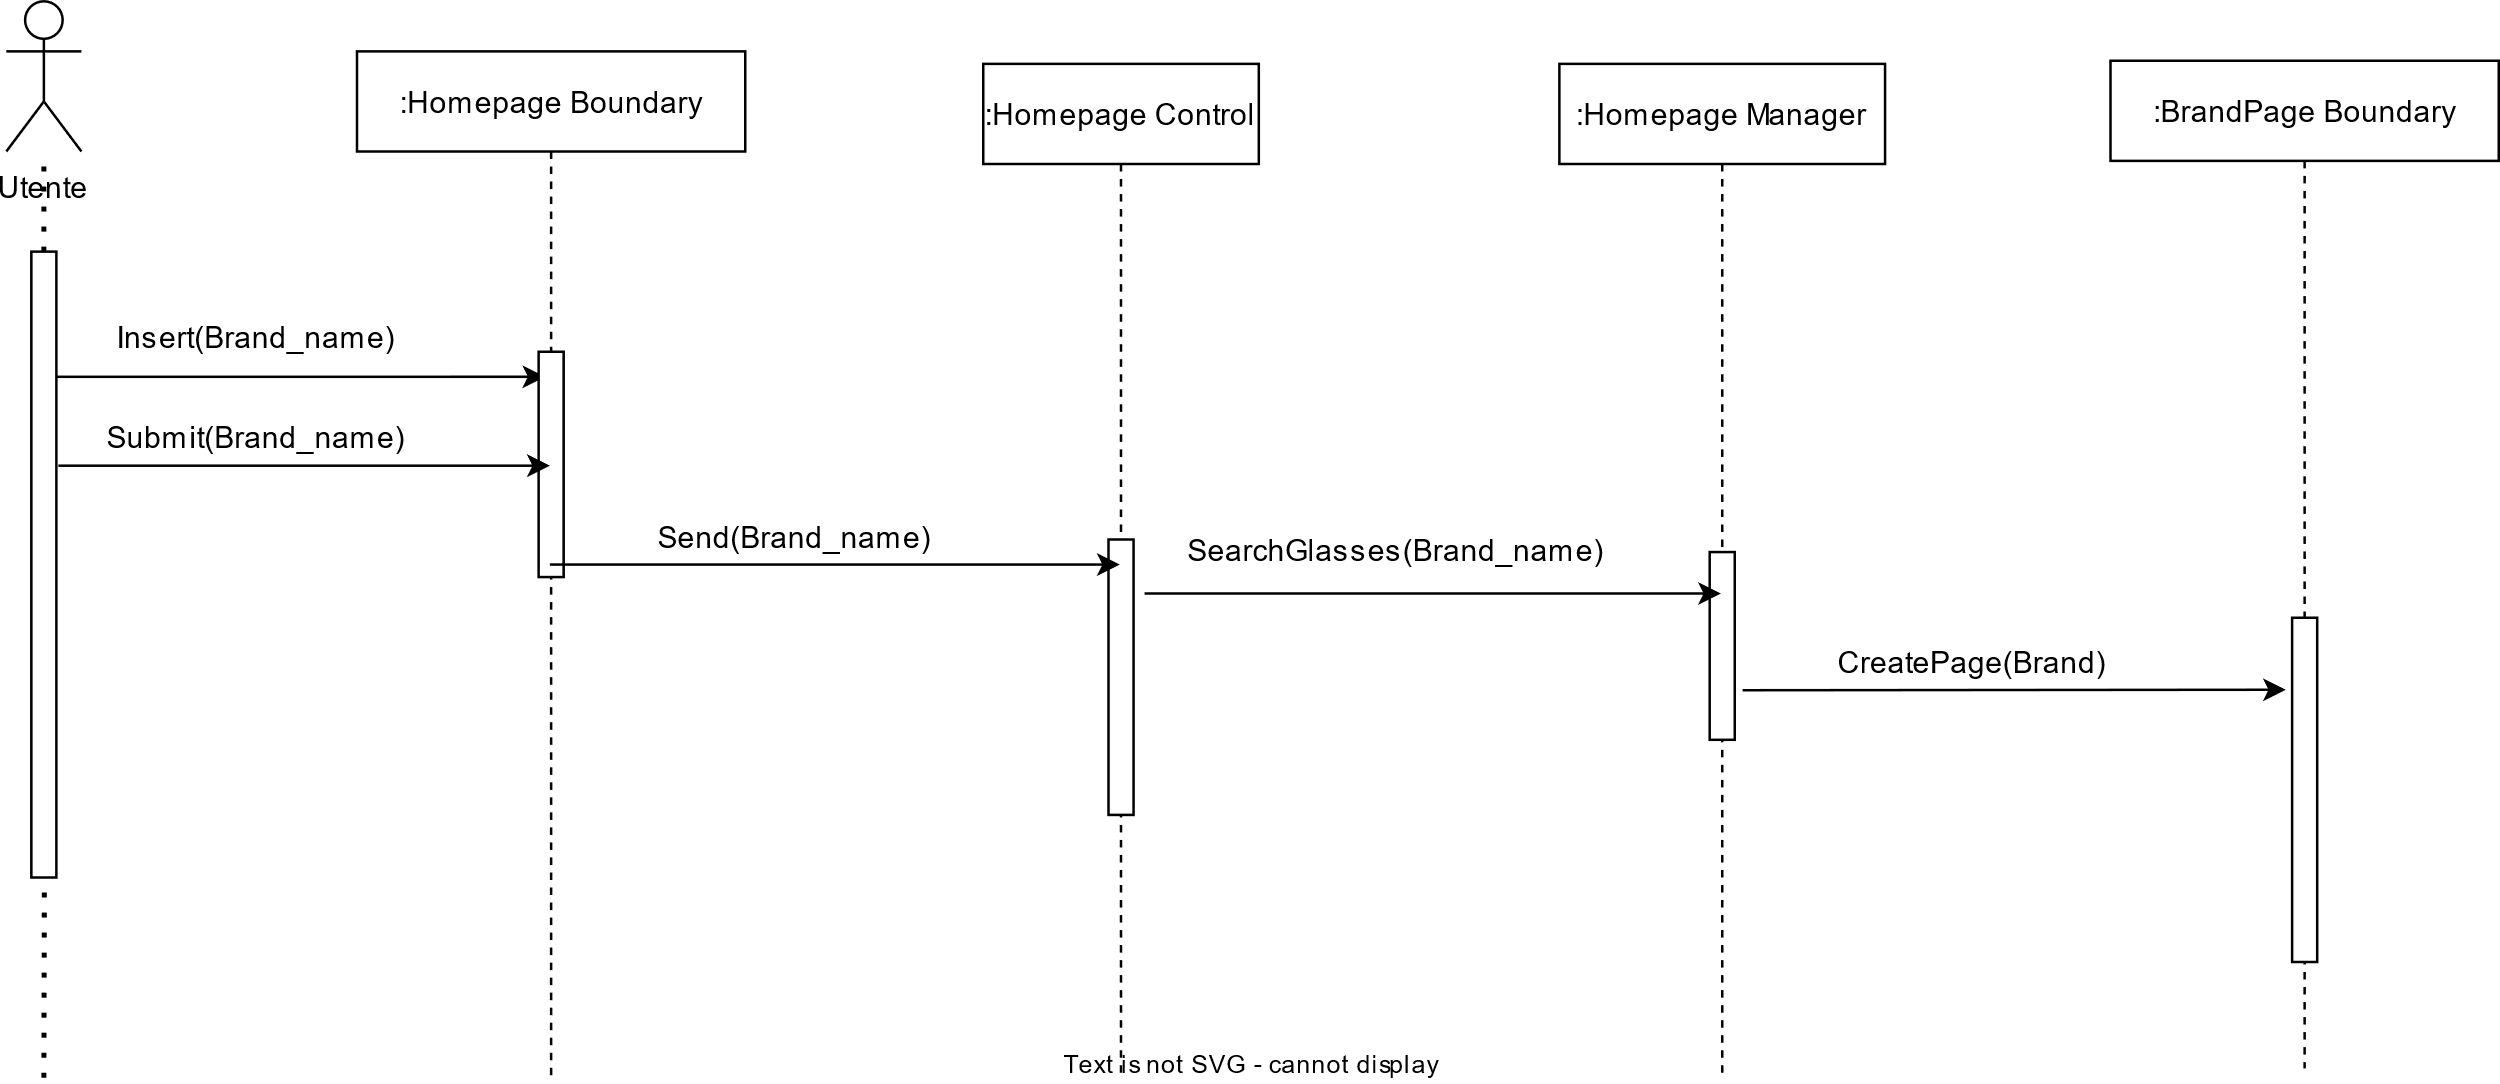 :Homepage Boundary
:Homepage Control
:Homepage Manager
:BrandPage Boundary
Utente
Insert(Brand_name)
Submit(Brand_name)
Send(Brand_name)
SearchGlasses(Brand_name)
CreatePage(Brand)
Text is not SVG - cannot display